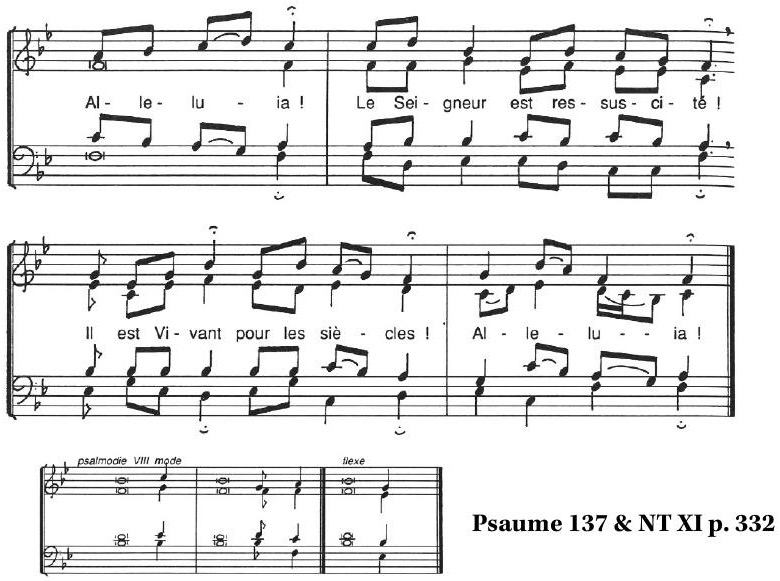 Al - le - lu - ia ! Le Sei - gneur est res - sus - ci - té !
Il est Vi - vant pour les siè - cles ! Al - le - lu - - ia !
psalmodie VIII mode flexe
Psaume 137 & NT XI p. 332